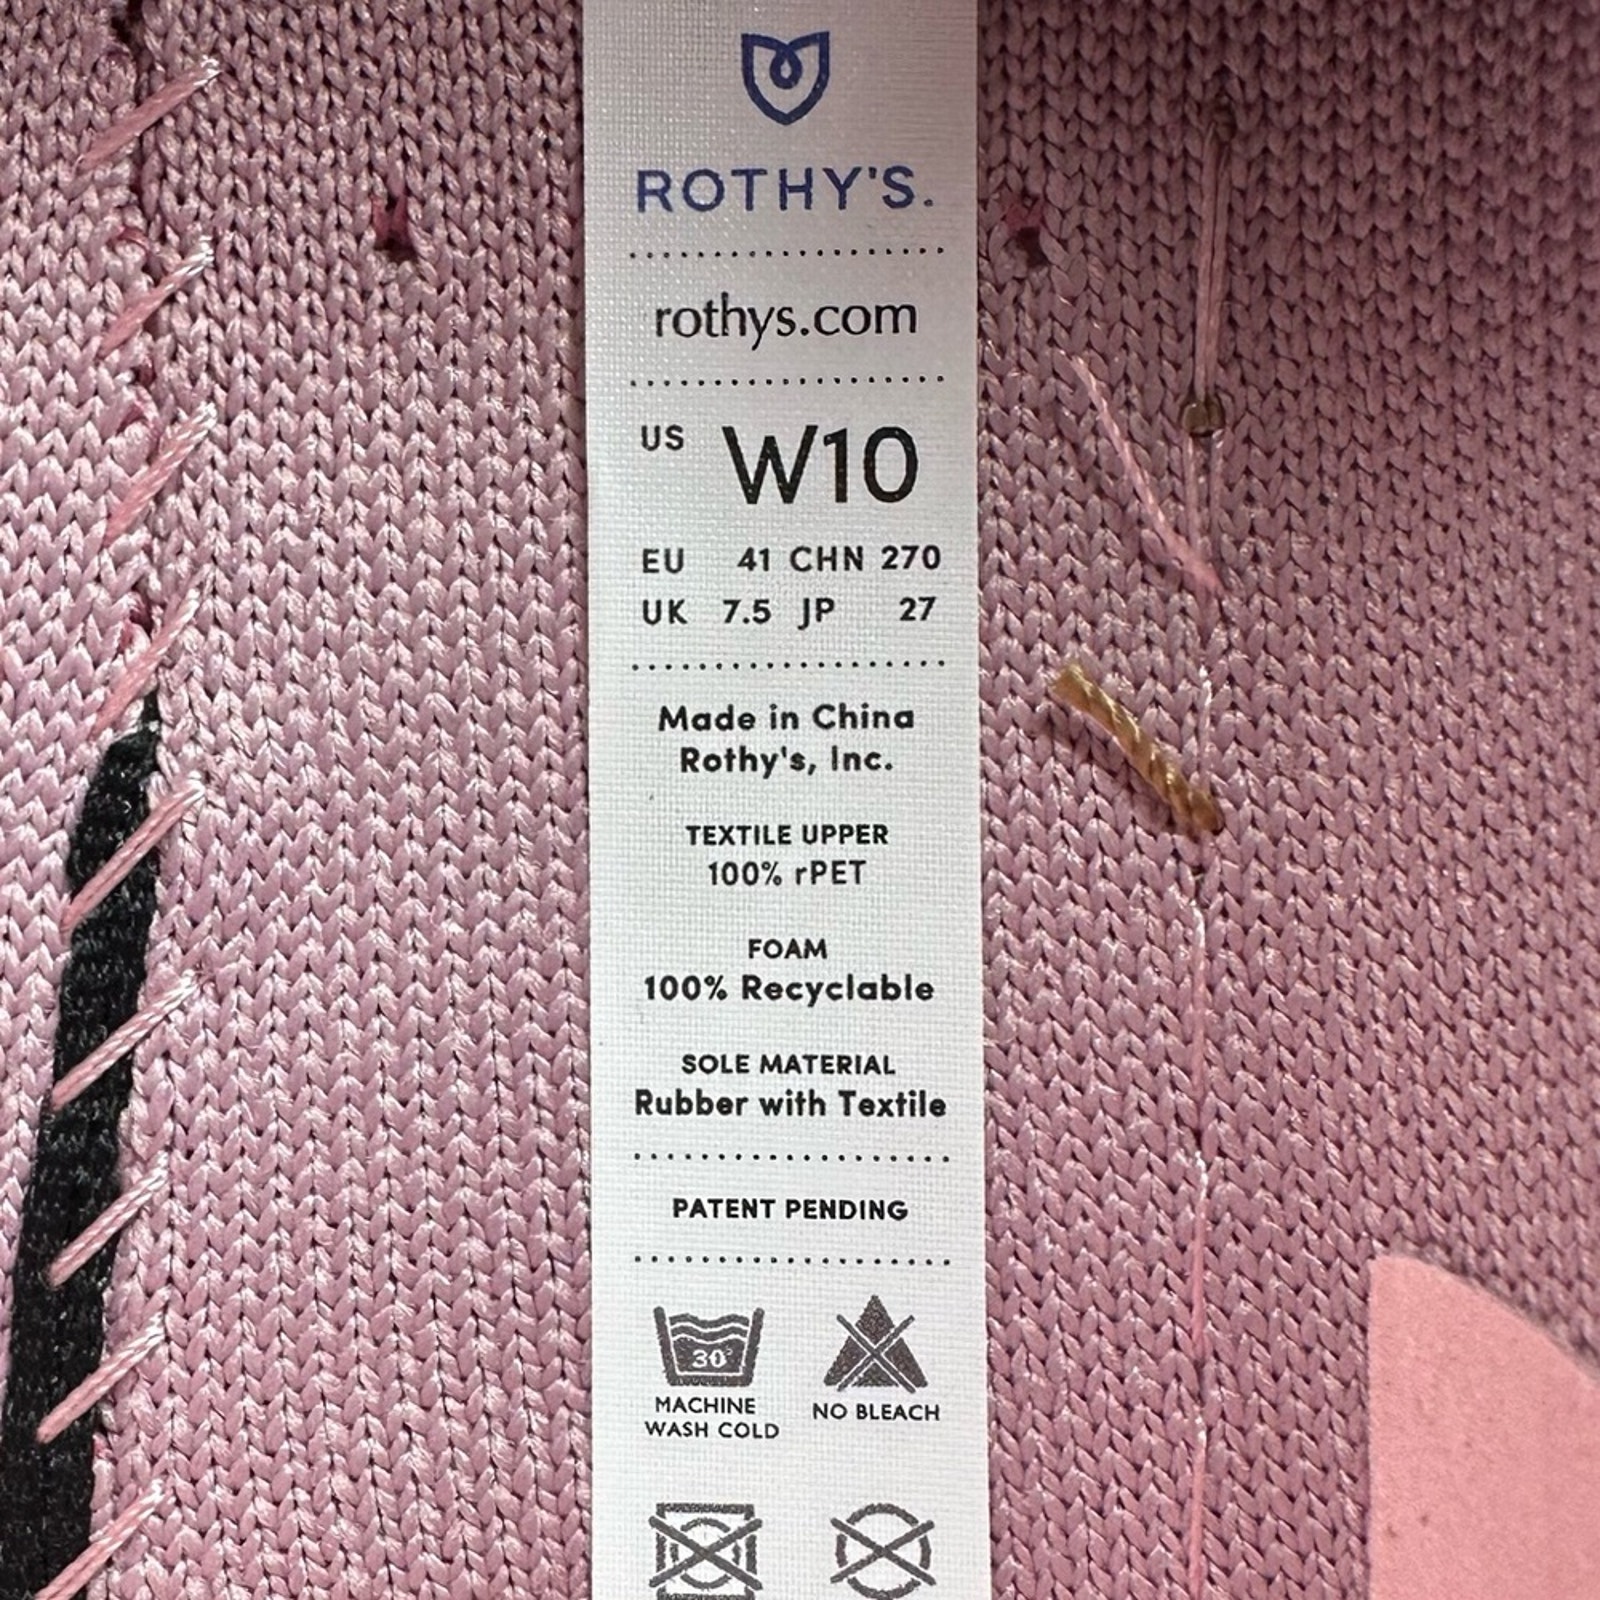 ROTHY'S.
rothys.com
US W10
EU 41 CHN 270
UK 7.5 JP 27
Made in China
Rothy's, Inc.
TEXTILE UPPER
100% rPET
FOAM
100% Recyclable
SOLE MATERIAL
Rubber with Textile
PATENT PENDING
30°
MACHINE
WASH COLD
NO BLEACH